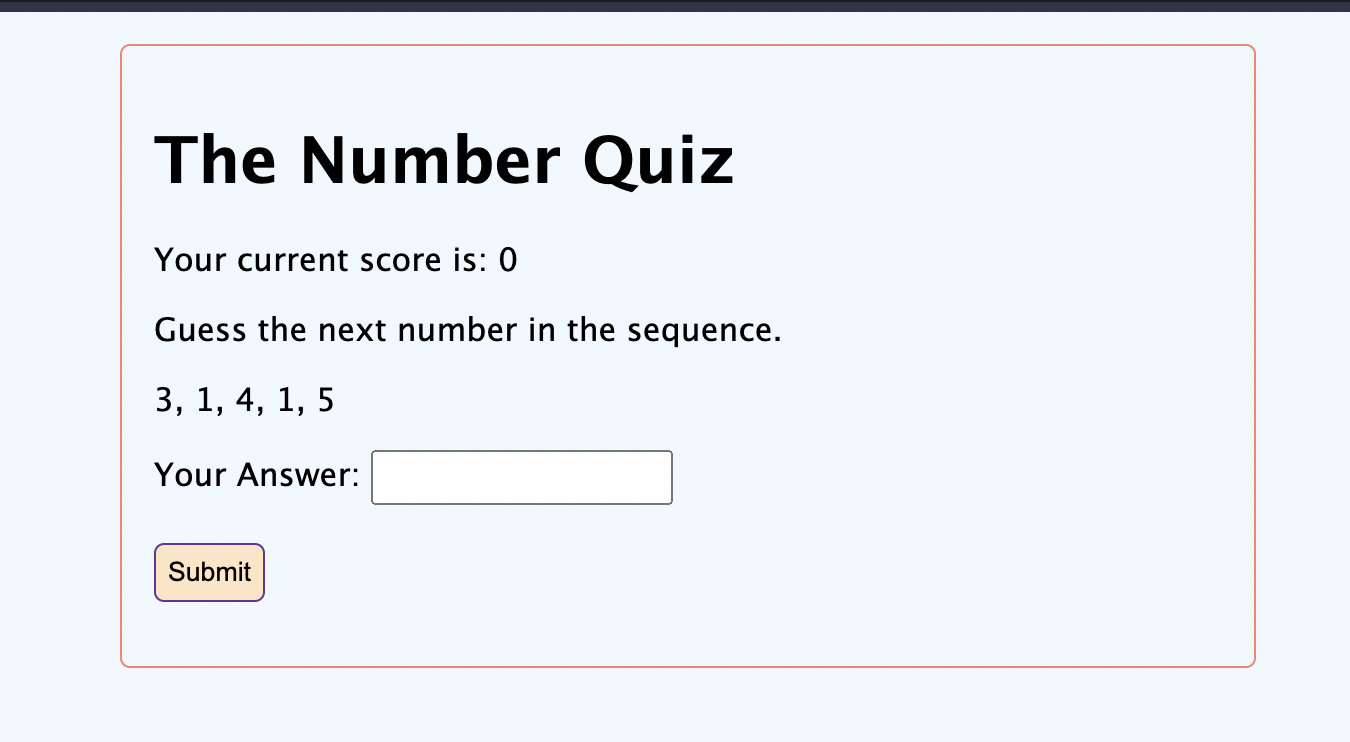 The Number Quiz
Your current score is: 0
Guess the next number in the sequence.
3, 1, 4, 1, 5
Your Answer:
Submit